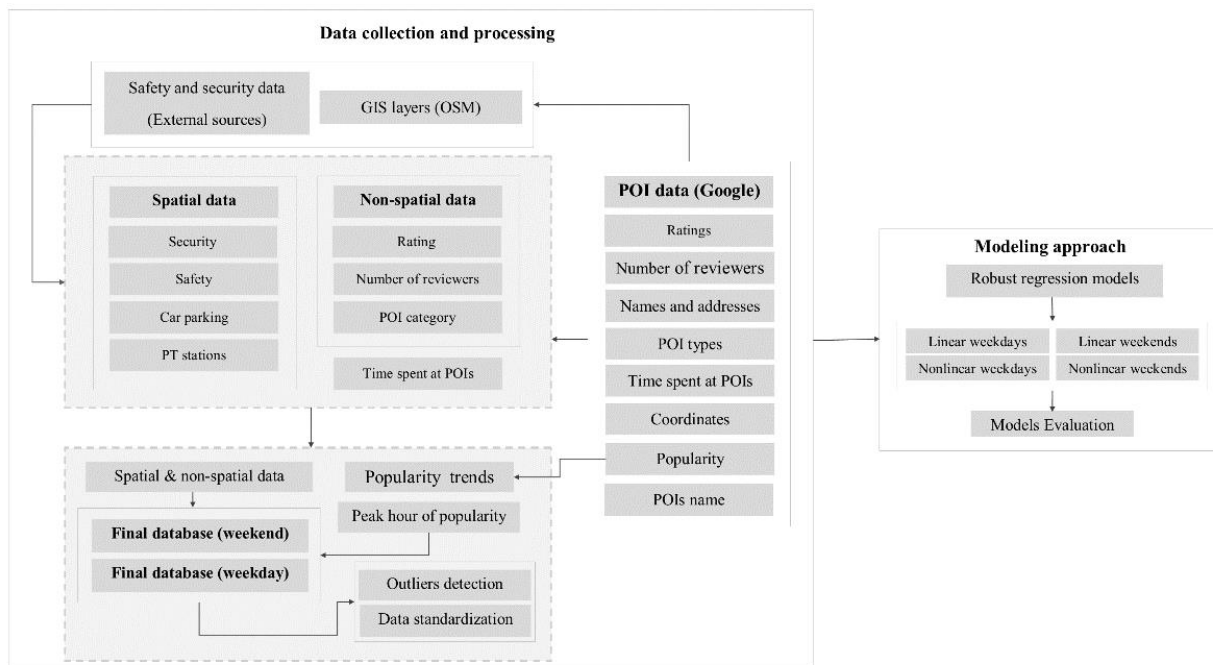 Data collection and processing
Safety and security data
(External sources)
GIS layers (OSM)
Spatial data
Security
Safety
Car parking
PT stations
Non-spatial data
Rating
Number of reviewers
POI category
Time spent at POIs
POI data (Google)
Ratings
Number of reviewers
Names and addresses
POI types
Time spent at POIs
Coordinates
Popularity
POIs name
Spatial & non-spatial data
Popularity trends
Peak hour of popularity
Final database (weekend)
Final database (weekday)
Outliers detection
Data standardization
Modeling approach
Robust regression models
Linear weekdays
Linear weekends
Nonlinear weekdays
Nonlinear weekends
Models Evaluation